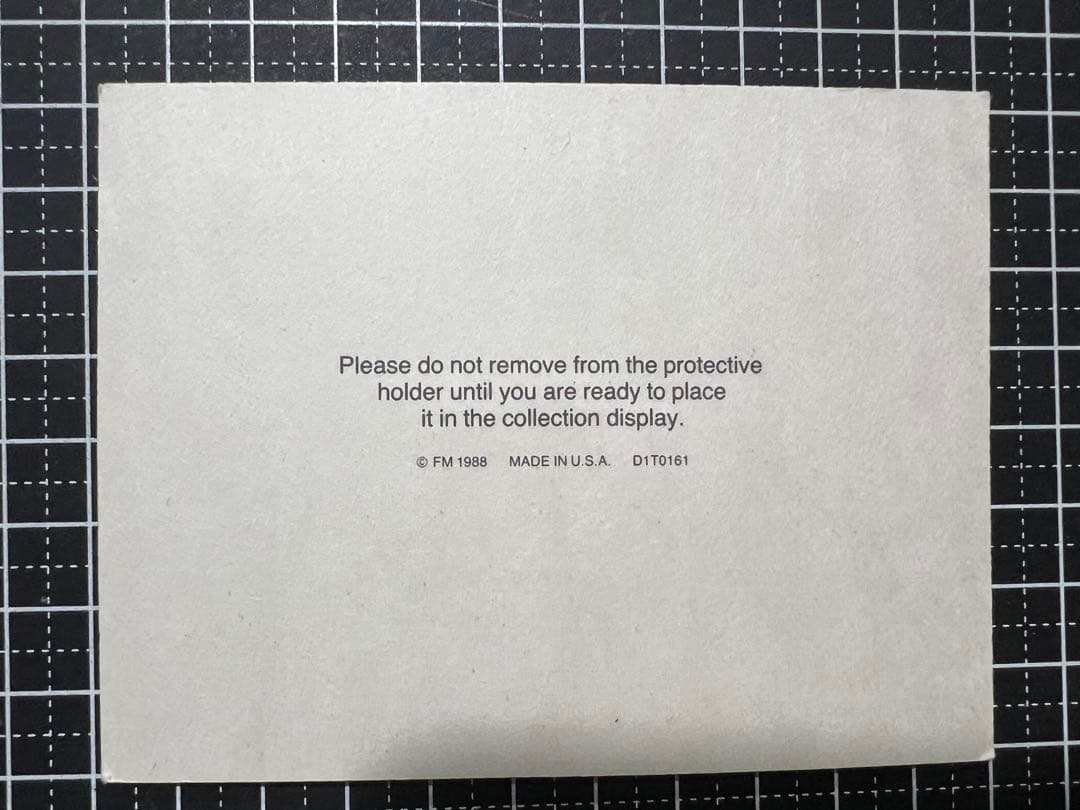 Please do not remove from the protective
holder until you are ready to place
it in the collection display.
© FM 1988 MADE IN U.S.A. D1T0161